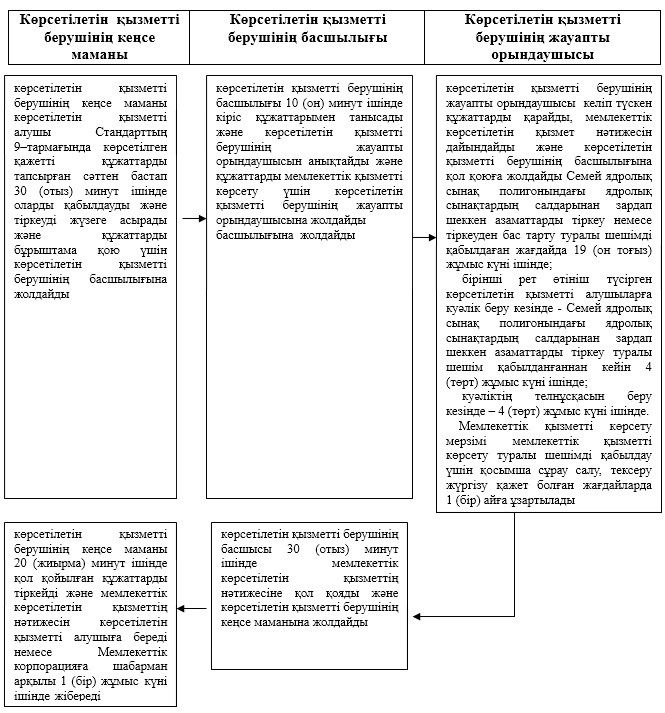 Көрсетілетін қызметті
берушінің кеңсе
маманы
Көрсетілетін қызметті
берушінің басшылығы
Көрсетілетін қызметті
берушінің жауапты
орындаушысы
көрсетілетін қызметті
берушінің кеңсе маманы
көрсетілетін қызметті
алушы Стандарттың
9–тармағында көрсетілген
қажетті құжаттарды
тапсырған сәттен бастап
30 (отыз) минут ішінде
оларды қабылдауды және
тіркеуді жүзеге асырады
және құжаттарды
бұрыштама қою үшін
көрсетілетін қызметті
берушінің басшылығына
жолдайды
көрсетілетін қызметті берушінің
басшылығы 10 (он) минут ішінде
кіріс құжаттарымен танысады
және көрсетілетін қызметті
берушінің жауапты
орындаушысын анықтайды және
құжаттарды мемлекеттік қызметті
көрсету үшін көрсетілетін
қызметті берушінің жауапты
орындаушысына жолдайды
басшылығына жолдайды
көрсетілетін қызметті берушінің
жауапты орындаушысы келіп түскен
құжаттарды қарайды, мемлекеттік
көрсетілетін қызмет нәтижесін
дайындайды және көрсетілетін
қызметті берушінің басшылығына
қол қоюға жолдайды Семей ядролық
сынақ полигонындағы ядролық
сынақтардың салдарынан зардап
шеккен азаматтарды тіркеу немесе
тіркеуден бас тарту туралы шешімді
қабылдаған жағдайда 19 (он тоғыз)
жұмыс күні ішінде;
бірінші рет өтініш түсірген
көрсетілетін қызметті алушыларға
куәлік беру кезінде - Семей ядролық
сынақ полигонындағы ядролық
сынақтардың салдарынан зардап
шеккен азаматтарды тіркеу туралы
шешім қабылданғаннан кейін 4
(төрт) жұмыс күні ішінде;
куәліктің телнұсқасын беру
кезінде – 4 (төрт) жұмыс күні ішінде.
Мемлекеттік қызметті көрсету
мерзімі мемлекеттік қызметті
көрсету туралы шешімді қабылдау
үшін қосымша сұрау салу, тексеру
жүргізу қажет болған жағдайларда
1 (бір) айға ұзартылады
көрсетілетін қызметті берушінің
басшысы 30 (отыз) минут
ішінде мемлекеттік
көрсетілетін қызметтің
нәтижесіне қол қояды және
көрсетілетін қызметті берушінің
кеңсе маманына жолдайды
көрсетілетін қызметті
берушінің кеңсе маманы
20 (жиырма) минут ішінде
қол қойылған құжаттарды
тіркейді және мемлекеттік
көрсетілетін қызметтің
нәтижесін көрсетілетін
қызметті алушыға береді
немесе Мемлекеттік
корпорацияға шабарман
арқылы 1 (бір) жұмыс күні
ішінде жібереді